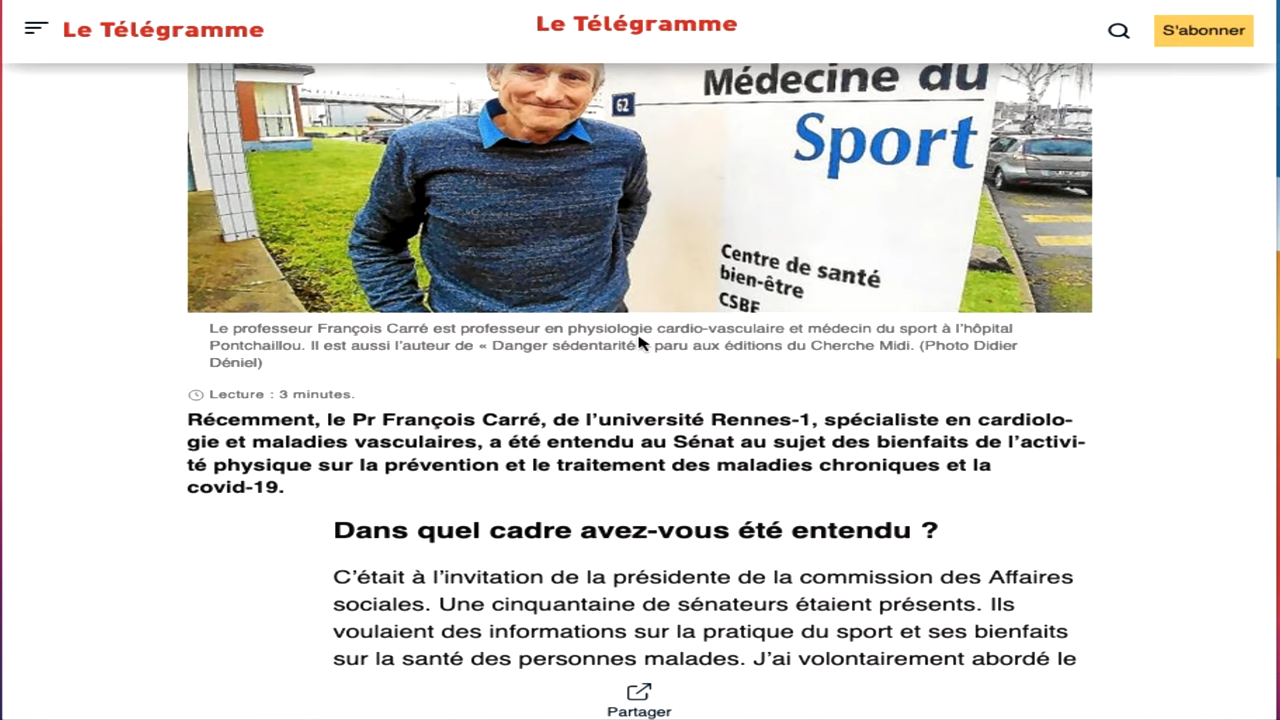 Le Télégramme
Le Télégramme
S'abonner
Médecine du
62
Sport
Centre de santé
bien-être
CSBE
Le professeur François Carré est professeur en physiologie cardio-vasculaire et médecin du sport à l'hôpital
Pontchaillou. Il est aussi l'auteur de « Danger sédentarité paru aux éditions du Cherche Midi. (Photo Didier
Déniel)
Lecture : 3 minutes.
Récemment, le Pr François Carré, de l'université Rennes-1, spécialiste en cardiolo-
gie et maladies vasculaires, a été entendu au Sénat au sujet des bienfaits de l'activi-
té physique sur la prévention et le traitement des maladies chroniques et la
covid-19.
Dans quel cadre avez-vous été entendu ?
C'était à l'invitation de la présidente de la commission des Affaires
sociales. Une cinquantaine de sénateurs étaient présents. Ils
voulaient des informations sur la pratique du sport et ses bienfaits
sur la santé des personnes malades. J'ai volontairement abordé le
Partager